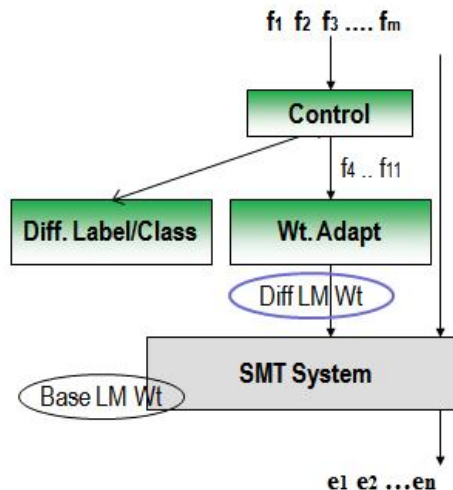 f1 f2 f3 .... fm
Control
f4 .. f11
Diff. Label/Class
Wt. Adapt
Diff LM Wt
SMT System
Base LM Wt
e1 e2 ...en